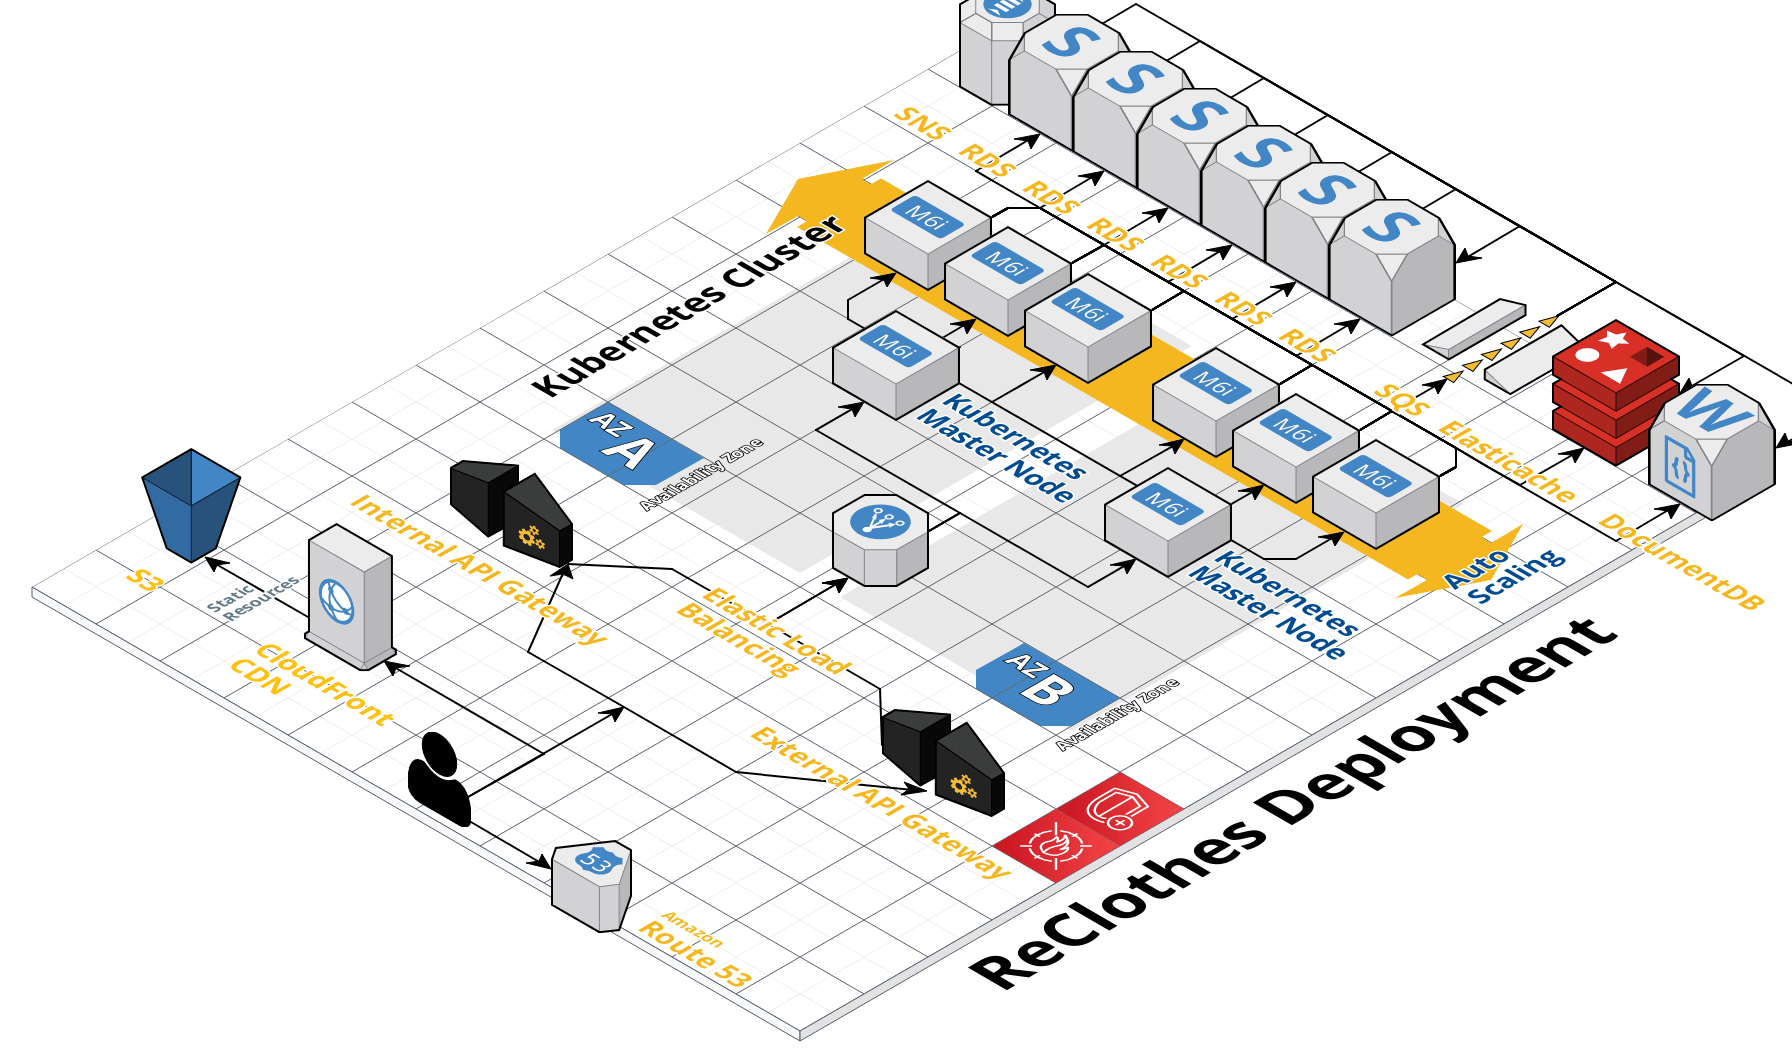 S
S
S
S
S
S
SNS
RDS
RDS
RDS
RDS
RDS
RDS
SQS
Elasticache
DocumentDB
W
{}
M6i
M6i
M6i
M6i
M6i
M6i
M6i
M6i
Kubernetes Cluster
Kubernetes
Master Node
Kubernetes
Master Node
Auto
Scaling
AZ
A
Availability Zone
AZ
B
Availability Zone
Internal API Gateway
Elastic Load
Balancing
External API Gateway
S3
Static
Resources
CloudFront
CDN
53
Amazon
Route 53
ReClothes Deployment